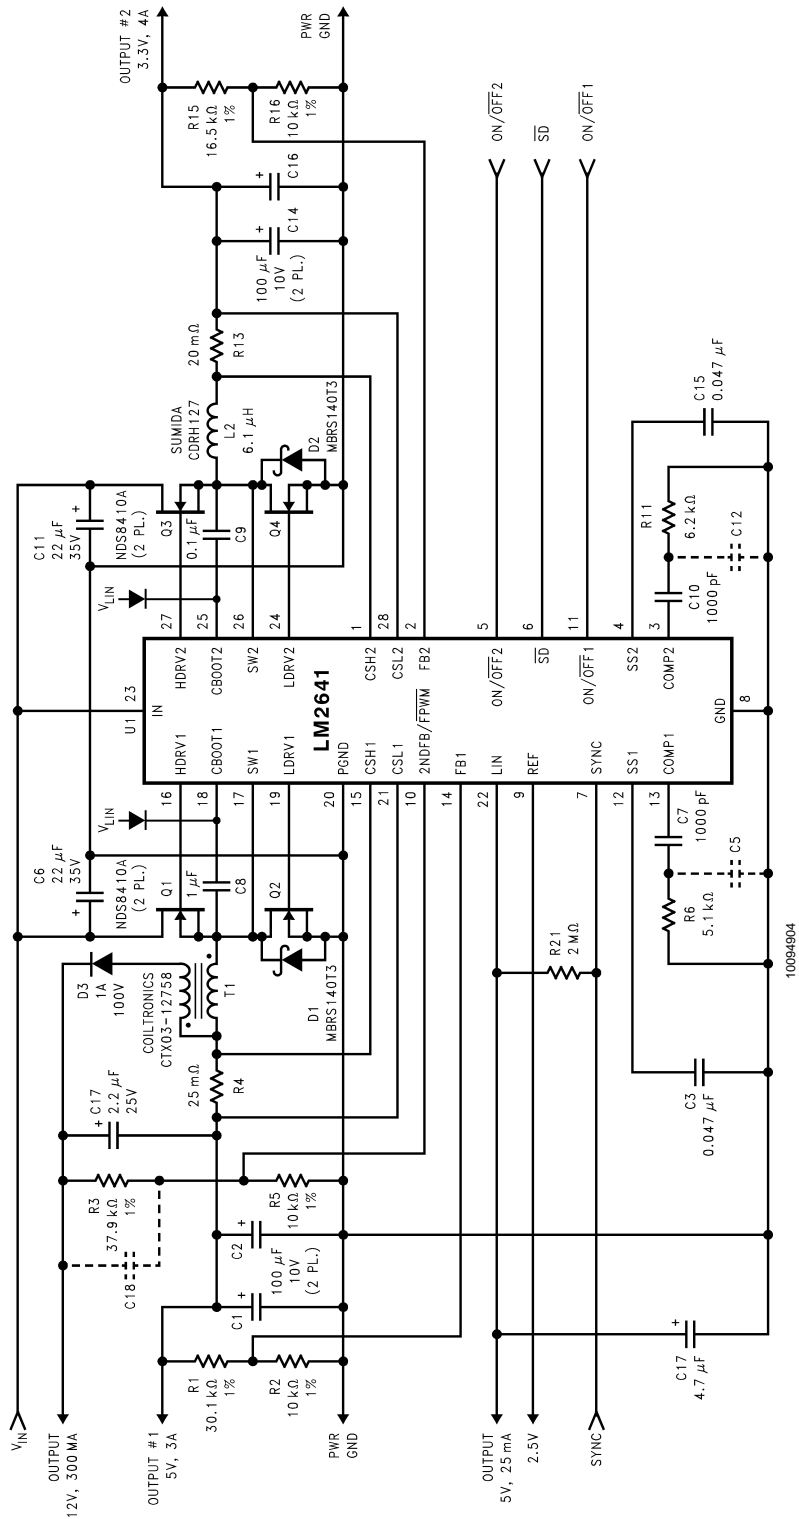 V_IN
OUTPUT
12V, 300 MA
OUTPUT #1
5V, 3A
PWR
GND
OUTPUT
5V, 25 mA
2.5V
SYNC
C18
R3
37.9 kΩ
1%
C17
2.2 μF
25V
+
R1
30.1 kΩ
1%
R2
10 kΩ
1%
C1
+
C2
+
100 μF
10V
(2 PL.)
R5
10 kΩ
1%
25 mΩ
R4
D3
1A
100V
COILTRONICS
CTX03-12758
T1
D1
MBRS140T3
C6
22 μF
35V
+
NDS8410A
(2 PL.)
Q1
1 μF
C8
Q2
V_LIN
R21
2 MΩ
C17
4.7 μF
+
C3
0.047 μF
R6
5.1 kΩ
C5
C7
1000 pF
16
18
17
19
20
15
21
10
14
22
9
7
12
13
HDRV1
CBOOT1
SW1
LDRV1
PGND
CSH1
CSL1
2NDFB/FPWM
FB1
LIN
REF
SYNC
SS1
COMP1
U1
23
IN
LM2641
GND
8
HDRV2
CBOOT2
SW2
LDRV2
CSH2
CSL2
FB2
ON/OFF2
SD
ON/OFF1
SS2
COMP2
27
25
26
24
1
28
2
5
6
11
4
3
V_LIN
C11
22 μF
35V
+
NDS8410A
(2 PL.)
Q3
0.1 μF
C9
Q4
SUMIDA
CDRH127
L2
6.1 μH
D2
MBRS140T3
20 mΩ
R13
100 μF
10V
(2 PL.)
+
C14
+
C16
R15
16.5 kΩ
1%
R16
10 kΩ
1%
OUTPUT #2
3.3V, 4A
PWR
GND
ON/OFF2
SD
ON/OFF1
C10
1000 pF
R11
6.2 kΩ
C12
C15
0.047 μF
10094904